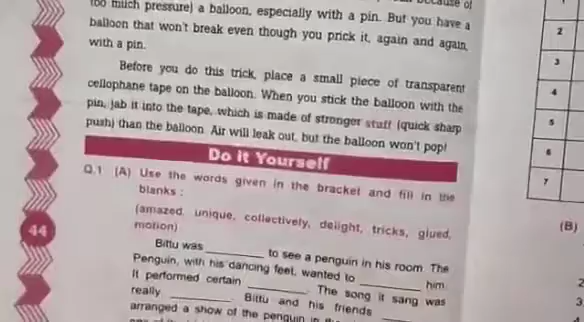 too much pressure) a balloon, especially with a pin. But you have a
balloon that won't break even though you prick it, again and again,
with a pin.
Before you do this trick, place a small piece of transparent
cellophane tape on the balloon. When you stick the balloon with the
pin, jab it into the tape, which is made of stronger stuff (quick sharp
push) than the balloon. Air will leak out, but the balloon won't pop!
Do it Yourself
Q.1 (A) Use the words given in the bracket and fill in the
blanks :
(amazed, unique, collectively, delight, tricks, glued,
motion)
Bittu was ________ to see a penguin in his room. The
Penguin, with his dancing feet, wanted to ________ him.
It performed certain ________. The song it sang was
really ________. Bittu and his friends ____
arranged a show of the penguin in
44
2
3
4
5
6
7
(B)
2
3